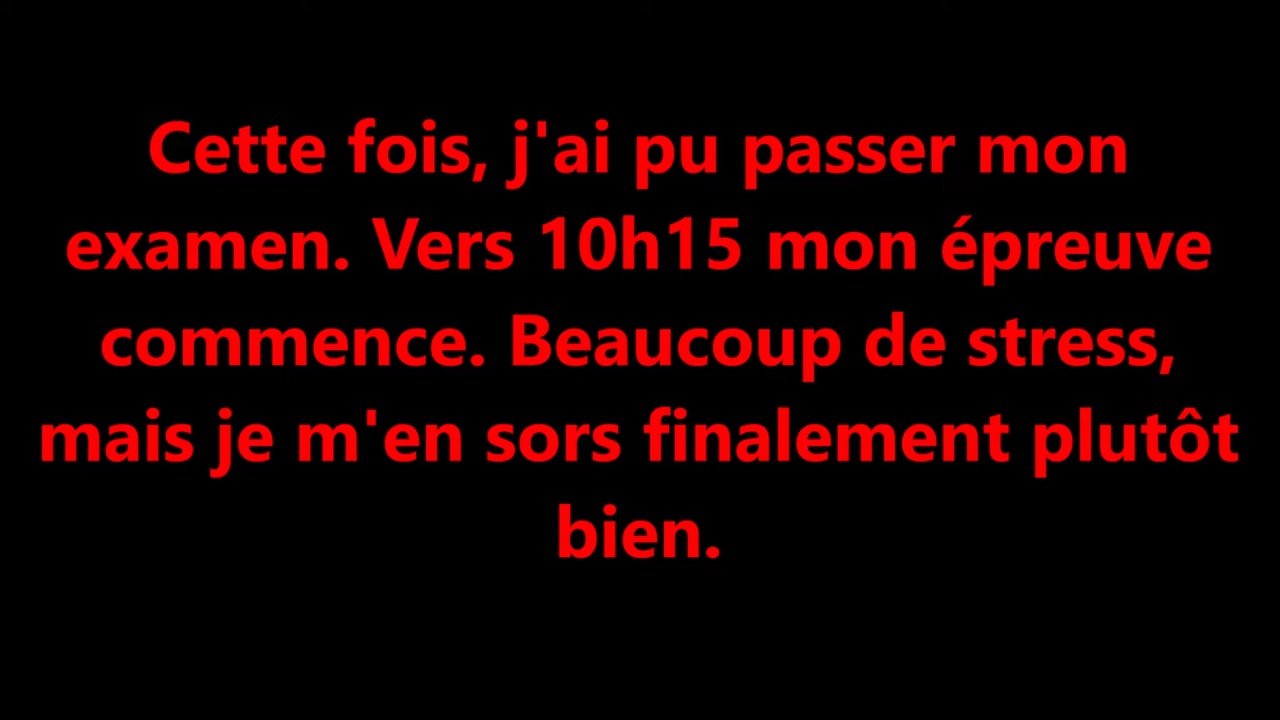 Cette fois, j'ai pu passer mon
examen. Vers 10h15 mon épreuve
commence. Beaucoup de stress,
mais je m'en sors finalement plutôt
bien.